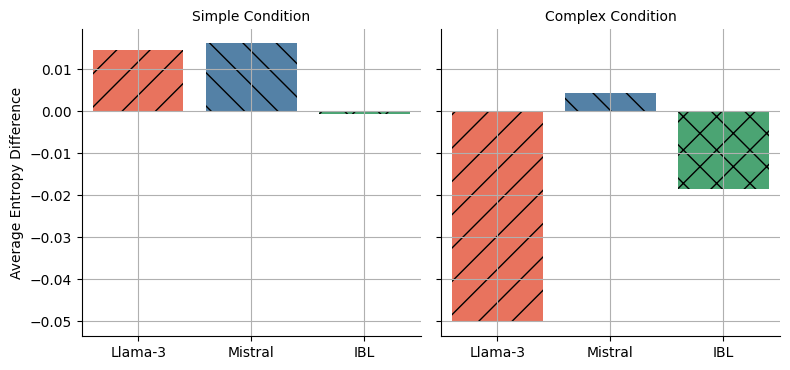 Simple Condition
Complex Condition
Average Entropy Difference
0.01
0.00
−0.01
−0.02
−0.03
−0.04
−0.05
Llama-3
Mistral
IBL
Llama-3
Mistral
IBL